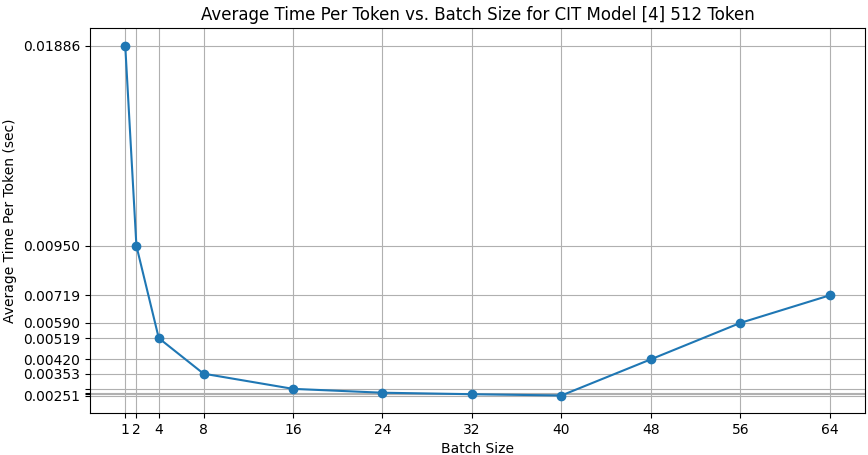 Average Time Per Token vs. Batch Size for CIT Model [4] 512 Token
Average Time Per Token (sec)
0.01886
0.00950
0.00719
0.00590
0.00519
0.00420
0.00353
0.00251
1 2 4 8 16 24 32 40 48 56 64
Batch Size